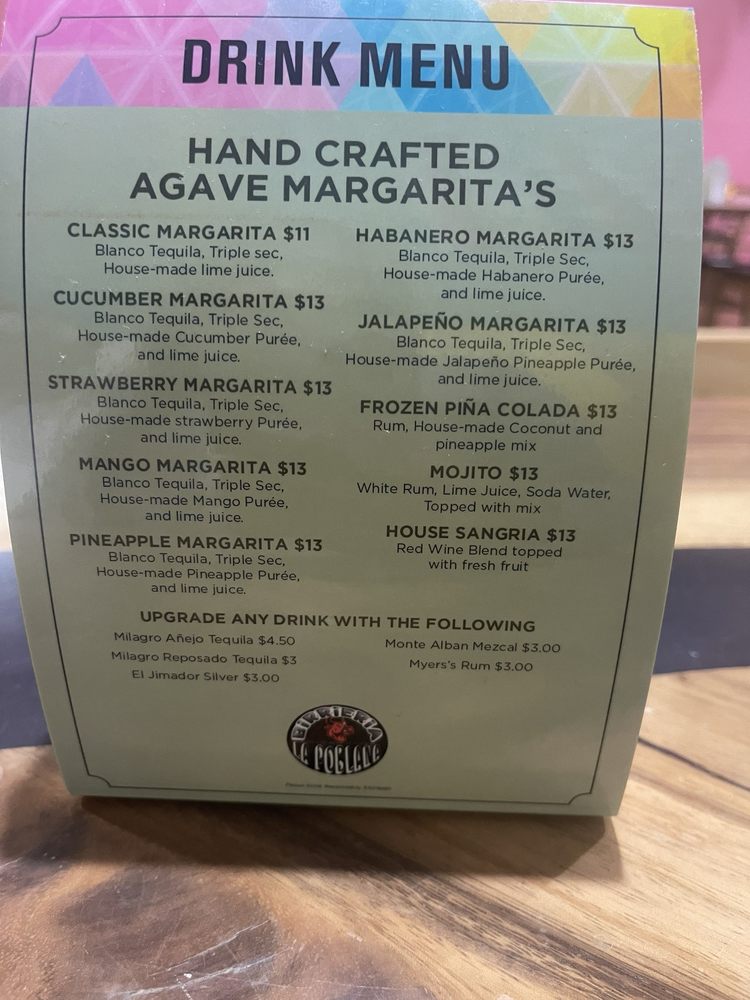 DRINK MENU
HAND CRAFTED
AGAVE MARGARITA'S
CLASSIC MARGARITA $11
Blanco Tequila, Triple sec,
House-made lime juice.
CUCUMBER MARGARITA $13
Blanco Tequila, Triple Sec,
House-made Cucumber Purée,
and lime juice.
STRAWBERRY MARGARITA $13
Blanco Tequila, Triple Sec,
House-made strawberry Purée,
and lime juice.
MANGO MARGARITA $13
Blanco Tequila, Triple Sec,
House-made Mango Purée,
and lime juice.
PINEAPPLE MARGARITA $13
Blanco Tequila, Triple Sec,
House-made Pineapple Purée,
and lime juice.
HABANERO MARGARITA $13
Blanco Tequila, Triple Sec,
House-made Habanero Purée,
and lime juice.
JALAPEÑO MARGARITA $13
Blanco Tequila, Triple Sec,
House-made Jalapeño Pineapple Purée,
and lime juice.
FROZEN PIÑA COLADA $13
Rum, House-made Coconut and
pineapple mix
MOJITO $13
White Rum, Lime Juice, Soda Water,
Topped with mix
HOUSE SANGRIA $13
Red Wine Blend topped
with fresh fruit
UPGRADE ANY DRINK WITH THE FOLLOWING
Milagro Añejo Tequila $4.50
Milagro Reposado Tequila $3
El Jimador Silver $3.00
Monte Alban Mezcal $3.00
Myers's Rum $3.00
BIRRIERIA
LA POBLANA